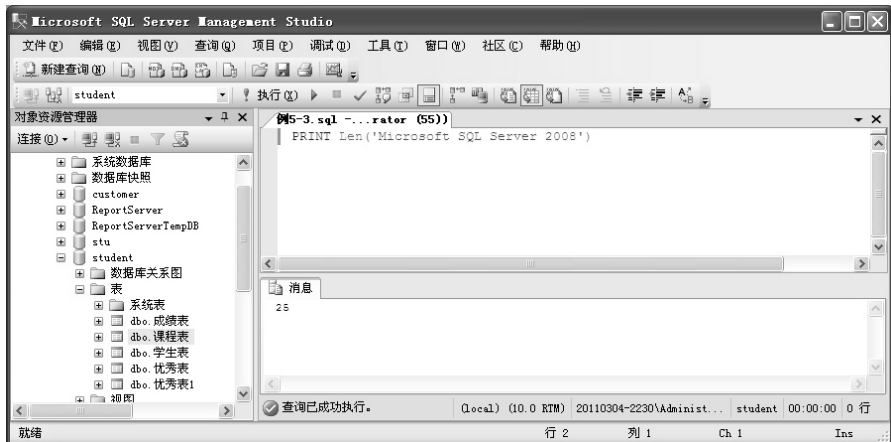 Microsoft SQL Server Management Studio
文件(F) 编辑(E) 视图(V) 查询(Q) 项目(P) 调试(D) 工具(T) 窗口(W) 社区(C) 帮助(H)
新建查询(N)
student 执行(X)
对象资源管理器
连接(O)
系统数据库
数据库快照
customer
ReportServer
ReportServerTempDB
stu
student
数据库关系图
表
系统表
dbo.成绩表
dbo.课程表
dbo.学生表
dbo.优秀表
dbo.优秀表1
视图
例5-3.sql -...rator (55))
PRINT Len('Microsoft SQL Server 2008')
消息
25
查询已成功执行。 (local) (10.0 RTM) 20110304-2230\Administ... student 00:00:00 0 行
就绪 行 2 列 1 Ch 1 Ins